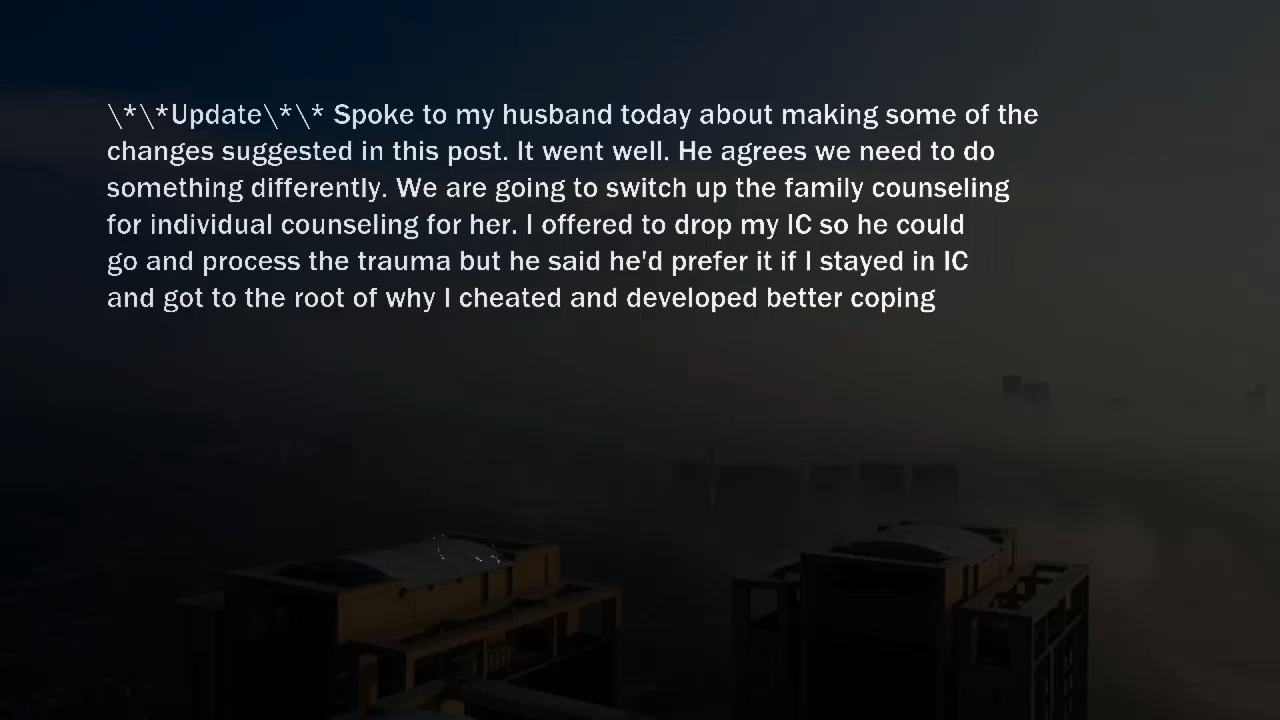 \*\*Update\*\* Spoke to my husband today about making some of the
changes suggested in this post. It went well. He agrees we need to do
something differently. We are going to switch up the family counseling
for individual counseling for her. I offered to drop my IC so he could
go and process the trauma but he said he'd prefer it if I stayed in IC
and got to the root of why I cheated and developed better coping